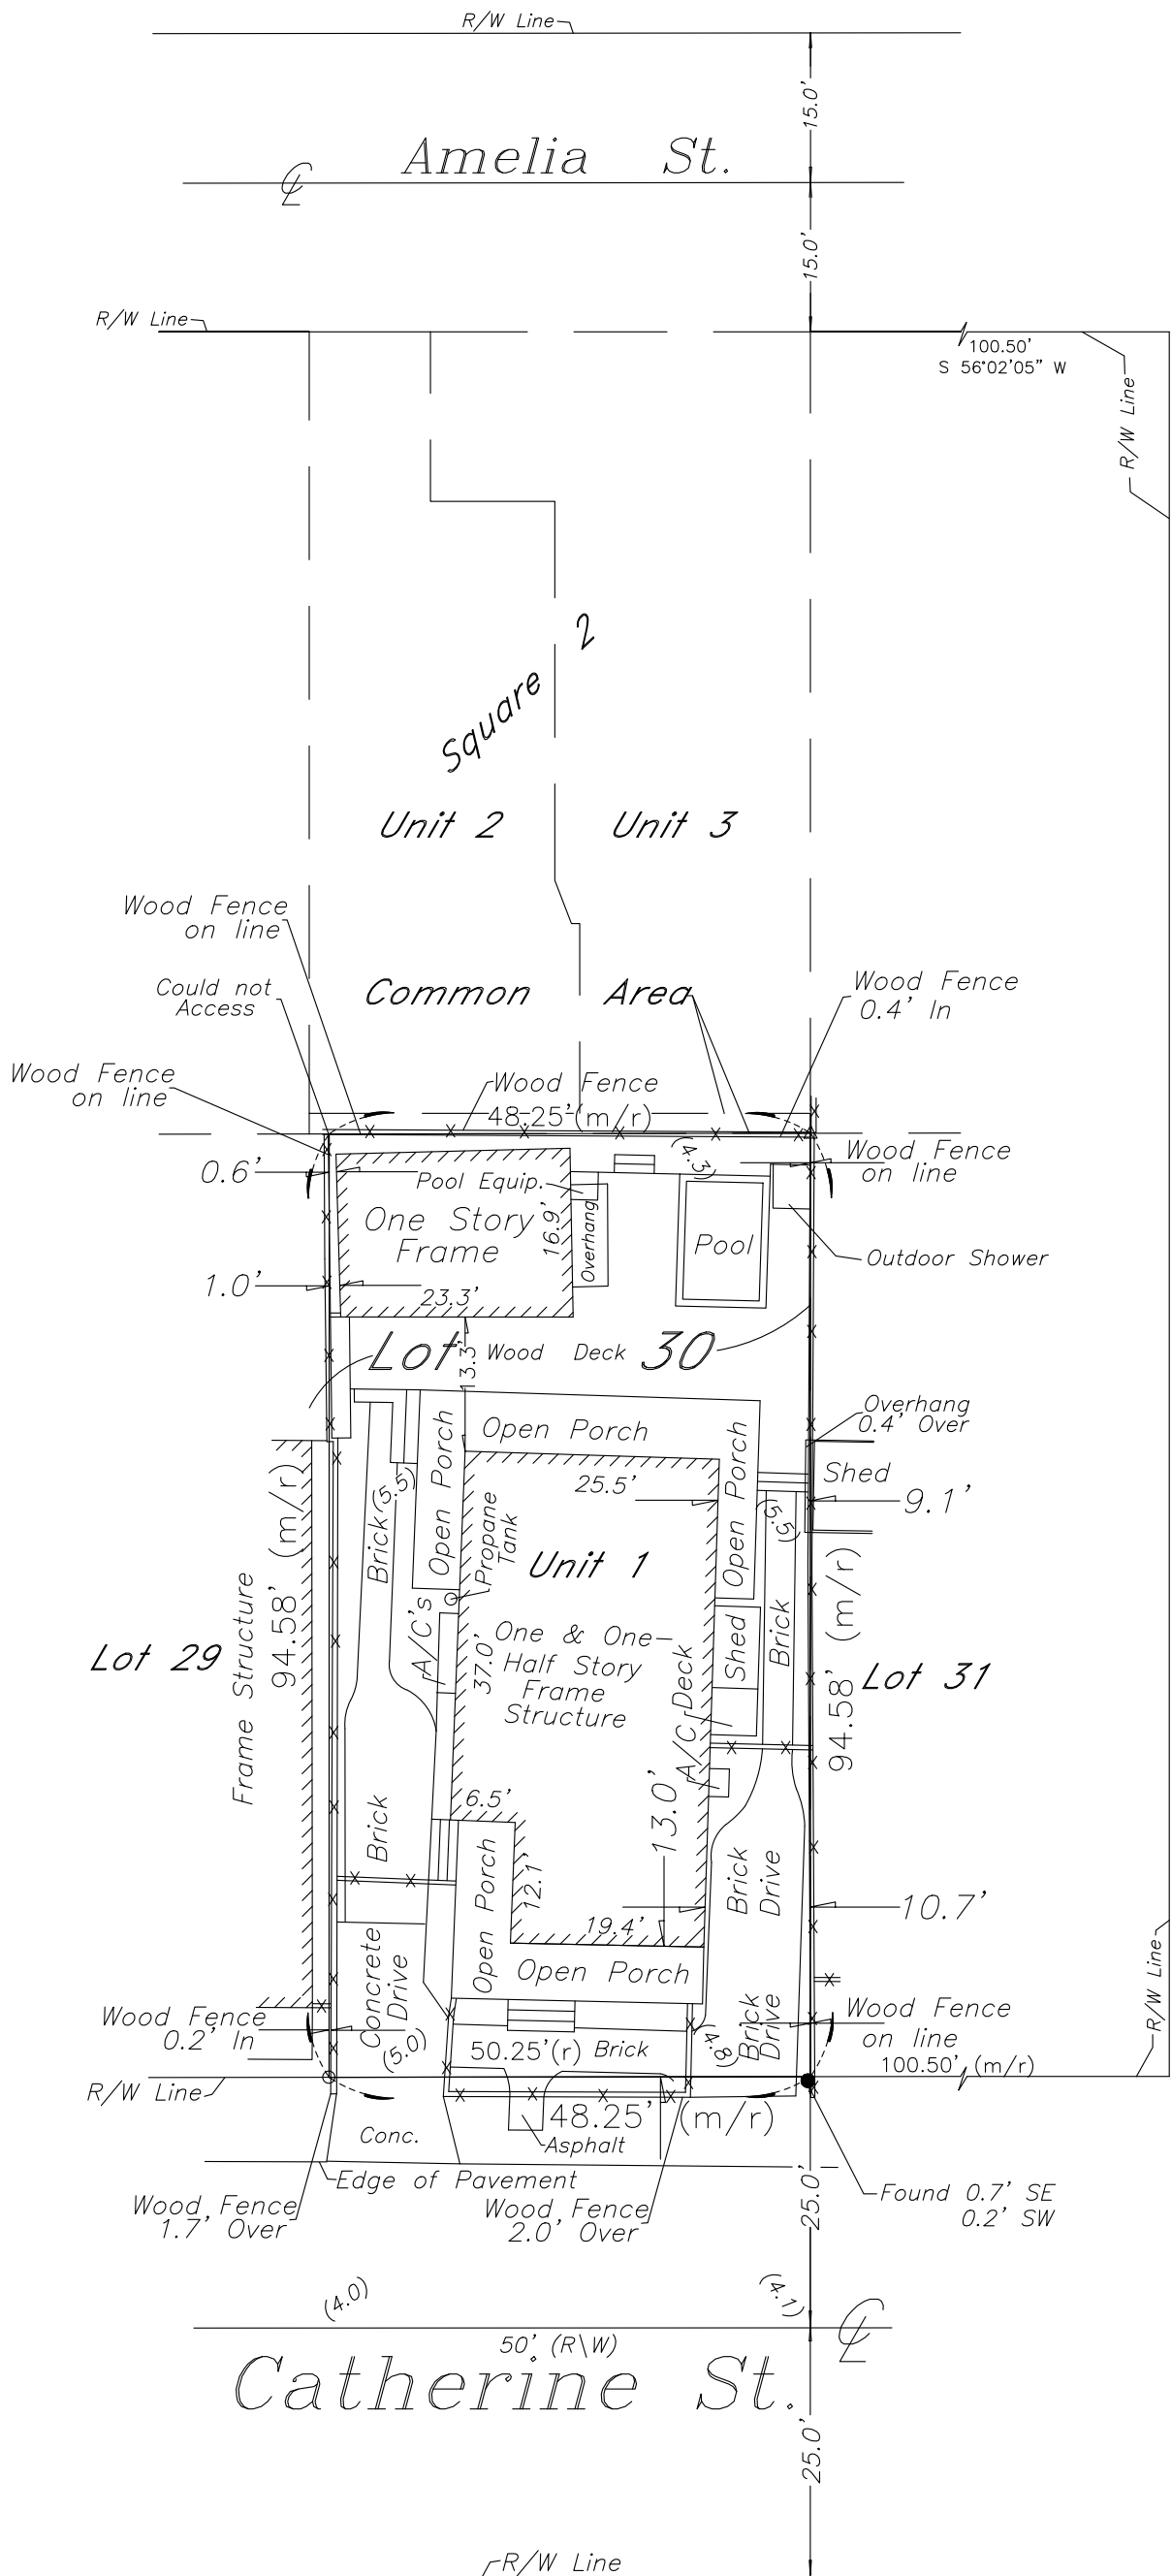 R/W Line
15.0'
Amelia St.
15.0'
R/W Line
100.50'
S 56°02'05" W
R/W Line
Square 2
Unit 2
Unit 3
Wood Fence
on line
Could not
Access
Common Area
Wood Fence
0.4' In
Wood Fence
on line
Wood Fence
48.25'(m/r)
0.6'
(4.3)
Wood Fence
on line
Pool Equip.
One Story
Frame
16.9'
Overhang
Pool
Outdoor Shower
1.0'
23.3'
Lot 30
Wood Deck
13.3'
Overhang
0.4' Over
Open Porch
Open Porch
Open Porch
Shed
25.5'
9.1'
(5.5)
(5.5)
Brick
Propane
Tank
Unit 1
94.58' (m/r)
94.58' (m/r)
Frame Structure
Lot 29
A/C's
37.0'
One & One-
Half Story
Frame
Structure
Shed
Brick
A/C Deck
Lot 31
6.5'
13.0'
Brick
Open Porch
12.1'
Brick
Drive
10.7'
19.4'
Open Porch
Concrete
Drive
R/W Line
Wood Fence
0.2' In
(5.0)
50.25'(r) Brick
(4.8)
Brick
Drive
Wood Fence
on line
100.50' (m/r)
R/W Line
48.25' (m/r)
Conc.
Asphalt
Edge of Pavement
Wood Fence
1.7' Over
Wood Fence
2.0' Over
25.0'
Found 0.7' SE
0.2' SW
(4.0)
(4.1)
50' (R\W)
Catherine St.
25.0'
R/W Line